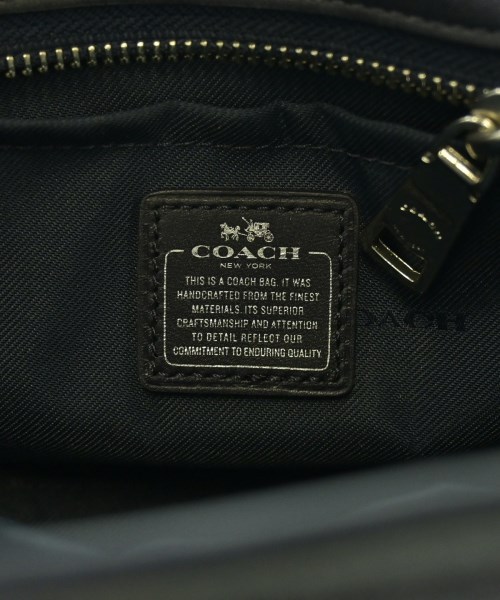 COACH
NEW YORK
THIS IS A COACH BAG. IT WAS
HANDCRAFTED FROM THE FINEST
MATERIALS. ITS SUPERIOR
CRAFTSMANSHIP AND ATTENTION
TO DETAIL REFLECT OUR
COMMITMENT TO ENDURING QUALITY
COACH